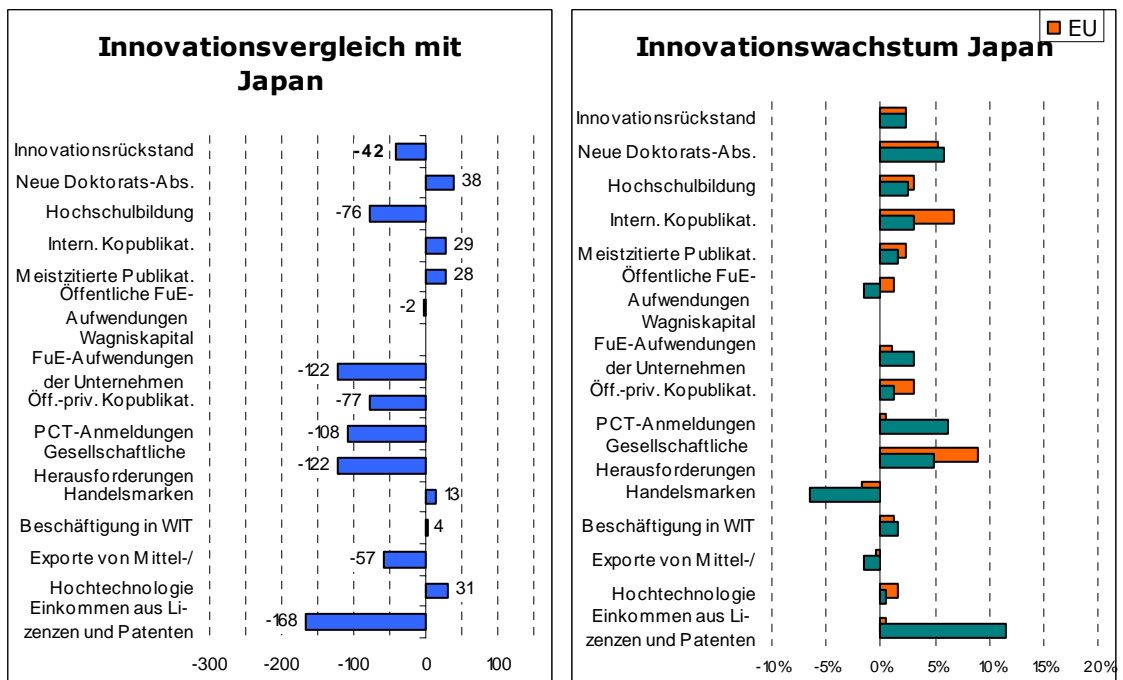 Innovationsvergleich mit
Japan
Innovationsrückstand
-42
Neue Doktorats-Abs.
38
Hochschulbildung
-76
Intern. Kopublikat.
29
Meistzitierte Publikat.
28
Öffentliche FuE-
Aufwendungen
-2
Wagniskapital
FuE-Aufwendungen
der Unternehmen
-122
Öff.-priv. Kopublikat.
-77
PCT-Anmeldungen
-108
Gesellschaftliche
Herausforderungen
-122
Handelsmarken
13
Beschäftigung in WIT
4
Exporte von Mittel-/
-57
Hochtechnologie
31
Einkommen aus Li-
zenzen und Patenten
-168
-300 -200 -100 0 100
Innovationswachstum Japan
EU
Innovationsrückstand
Neue Doktorats-Abs.
Hochschulbildung
Intern. Kopublikat.
Meistzitierte Publikat.
Öffentliche FuE-
Aufwendungen
Wagniskapital
FuE-Aufwendungen
der Unternehmen
Öff.-priv. Kopublikat.
PCT-Anmeldungen
Gesellschaftliche
Herausforderungen
Handelsmarken
Beschäftigung in WIT
Exporte von Mittel-/
Hochtechnologie
Einkommen aus Li-
zenzen und Patenten
-10% -5% 0% 5% 10% 15% 20%